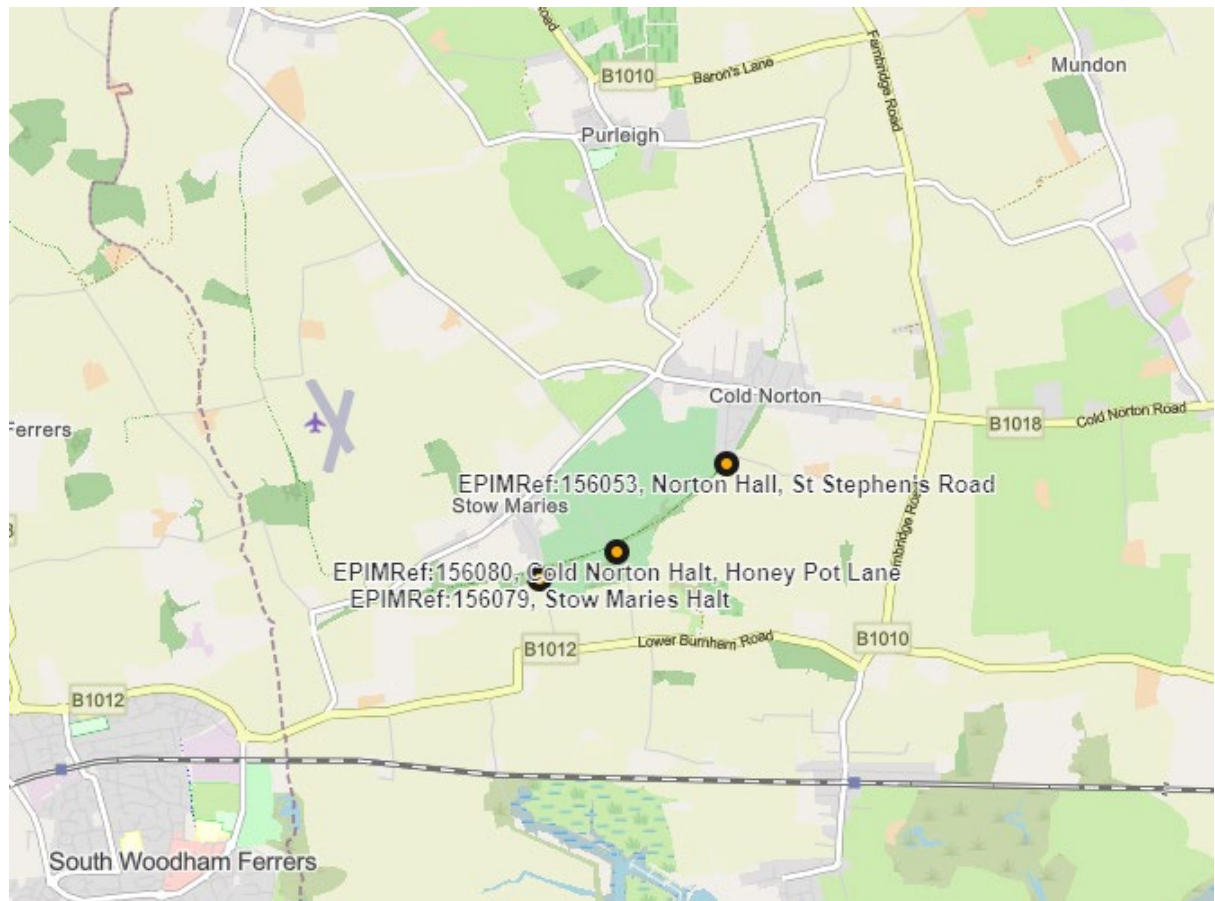 Road
B1010
Baron's Lane
Fambridge Road
Mundon
Purleigh
Cold Norton
B1018
Cold Norton Road
Ferrers
EPIMRef:156053, Norton Hall, St Stephen's Road
Stow Maries
EPIMRef:156080, Cold Norton Halt, Honey Pot Lane
EPIMRef:156079, Stow Maries Halt
B1012
Lower Burnham Road
B1010
mbridge Road
B1012
South Woodham Ferrers